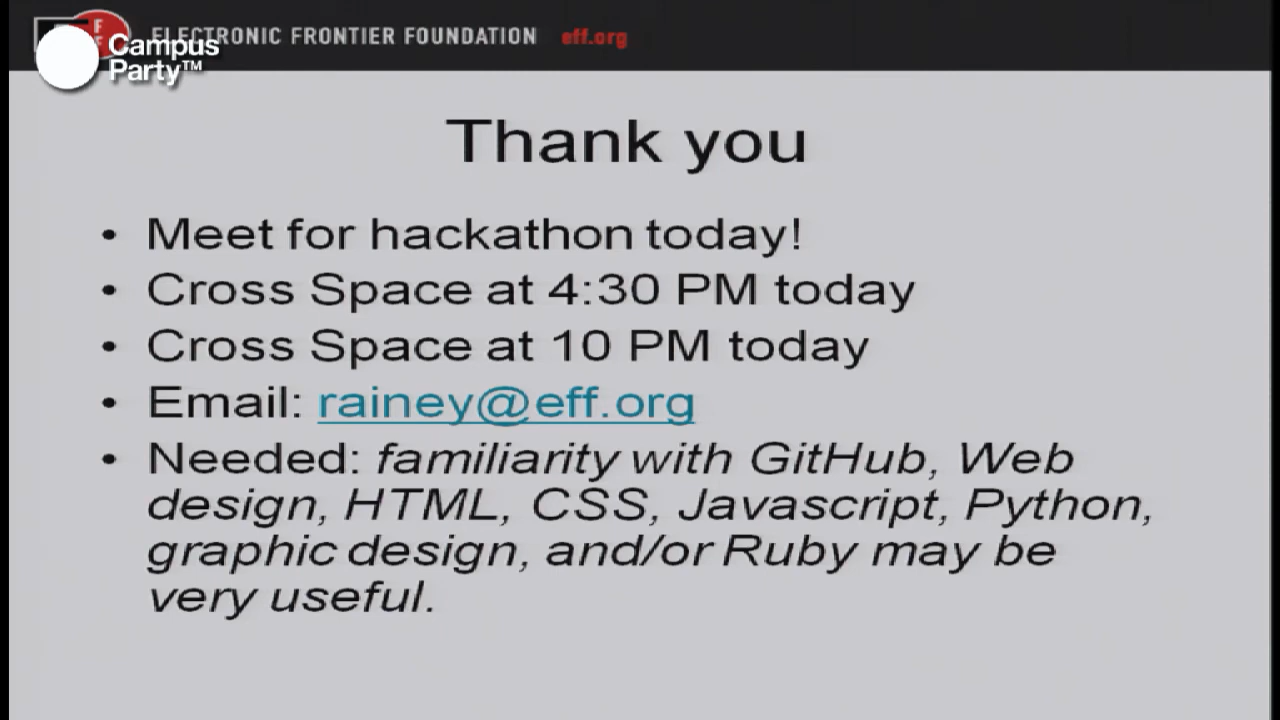 ELECTRONIC FRONTIER FOUNDATION eff.org
Campus
Party™
Thank you
• Meet for hackathon today!
• Cross Space at 4:30 PM today
• Cross Space at 10 PM today
• Email: rainey@eff.org
• Needed: familiarity with GitHub, Web
design, HTML, CSS, Javascript, Python,
graphic design, and/or Ruby may be
very useful.